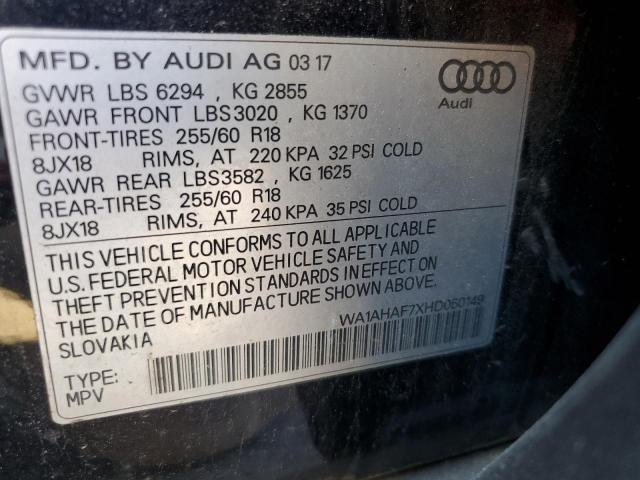 MFD. BY AUDI AG 03 17
Audi
GVWR LBS 6294 , KG 2855
GAWR FRONT LBS3020 , KG 1370
FRONT-TIRES 255/60 R18
8JX18 RIMS, AT 220 KPA 32 PSI COLD
GAWR REAR LBS3582 , KG 1625
REAR-TIRES 255/60 R18
8JX18 RIMS, AT 240 KPA 35 PSI COLD
THIS VEHICLE CONFORMS TO ALL APPLICABLE
U.S. FEDERAL MOTOR VEHICLE SAFETY AND
THEFT PREVENTION STANDARDS IN EFFECT ON
THE DATE OF MANUFACTURE SHOWN ABOVE.
SLOVAKIA
WA1AHAF7XHD060149
TYPE:
MPV